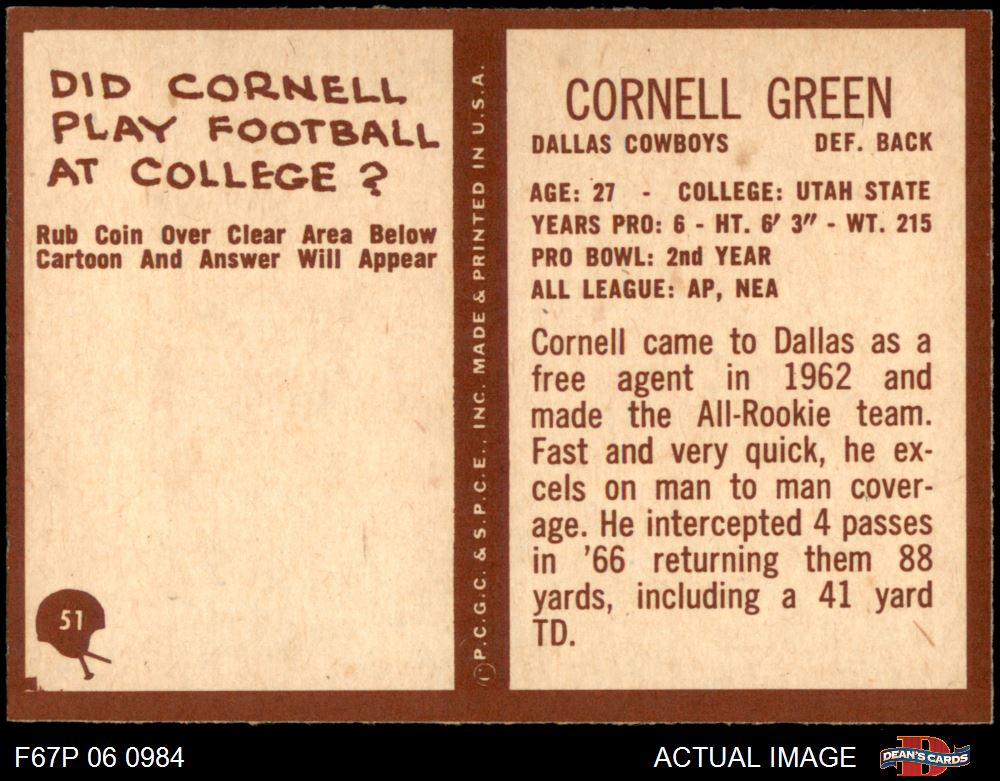 DID CORNELL
PLAY FOOTBALL
AT COLLEGE ?
Rub Coin Over Clear Area Below
Cartoon And Answer Will Appear
51
©P.C.G.C. & S.P.C.E., INC. MADE & PRINTED IN U.S.A.
CORNELL GREEN
DALLAS COWBOYS DEF. BACK
AGE: 27 - COLLEGE: UTAH STATE
YEARS PRO: 6 - HT. 6' 3" - WT. 215
PRO BOWL: 2nd YEAR
ALL LEAGUE: AP, NEA
Cornell came to Dallas as a
free agent in 1962 and
made the All-Rookie team.
Fast and very quick, he ex-
cels on man to man cover-
age. He intercepted 4 passes
in '66 returning them 88
yards, including a 41 yard
TD.
F67P 06 0984
ACTUAL IMAGE
DEAN'S CARDS